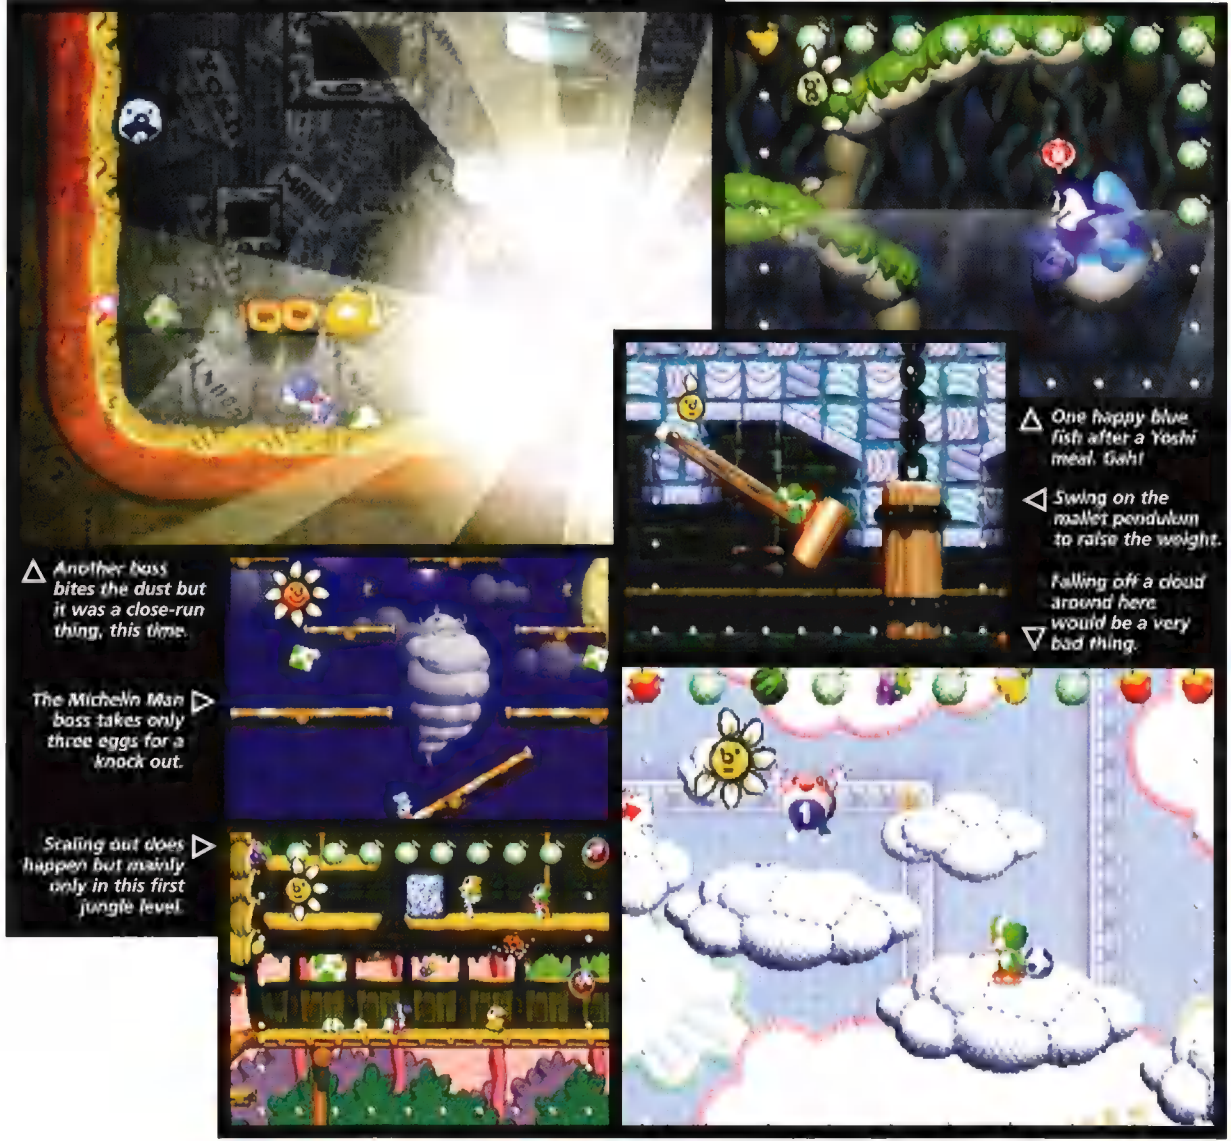 One happy blue
fish after a Yoshi
meal. Gah!
Swing on the
mallet pendulum
to raise the weight.
Falling off a cloud
around here
would be a very
bad thing.
Another boss
bites the dust but
it was a close-run
thing, this time.
The Michelin Man
boss takes only
three eggs for a
knock out.
Scaling out does
happen but mainly
only in this first
jungle level.
1